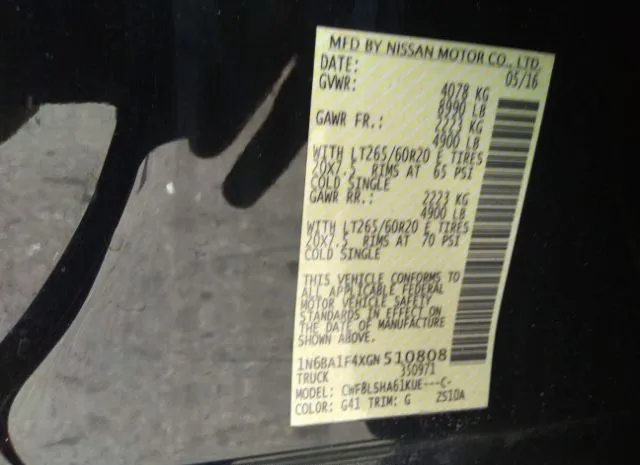 MFD BY NISSAN MOTOR CO., LTD.
DATE: 05/16
GVWR: 4078 KG
8990 LB
GAWR FR.: 2223 KG
4900 LB
WITH LT265/60R20 E TIRES
20X7.5 RIMS AT 65 PSI
COLD SINGLE
GAWR RR.: 2223 KG
4900 LB
WITH LT265/60R20 E TIRES
20X7.5 RIMS AT 70 PSI
COLD SINGLE
THIS VEHICLE CONFORMS TO
ALL APPLICABLE FEDERAL
MOTOR VEHICLE SAFETY
STANDARDS IN EFFECT ON
THE DATE OF MANUFACTURE
SHOWN ABOVE.
1N6BA1F4XGN510808
TRUCK 350971
MODEL: CWFBLSHA61KUE---C-
COLOR: G41 TRIM: G ZS10A